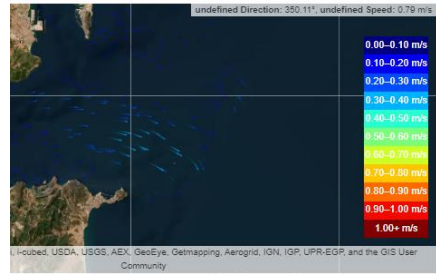 undefined Direction: 350.11°, undefined Speed: 0.79 m/s
0.00–0.10 m/s
0.10–0.20 m/s
0.20–0.30 m/s
0.30–0.40 m/s
0.40–0.50 m/s
0.50–0.60 m/s
0.60–0.70 m/s
0.70–0.80 m/s
0.80–0.90 m/s
0.90–1.00 m/s
1.00+ m/s
i, i-cubed, USDA, USGS, AEX, GeoEye, Getmapping, Aerogrid, IGN, IGP, UPR-EGP, and the GIS User
Community